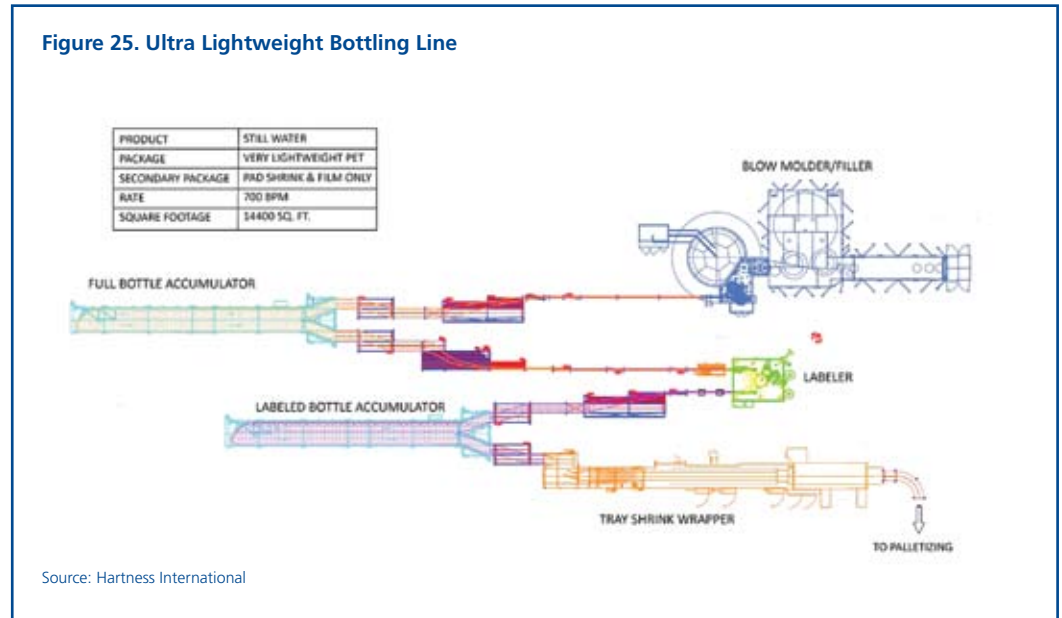 Figure 25. Ultra Lightweight Bottling Line
PRODUCT STILL WATER
PACKAGE VERY LIGHTWEIGHT PET
SECONDARY PACKAGE PAD SHRINK & FILM ONLY
RATE 700 BPM
SQUARE FOOTAGE 14400 SQ. FT.
BLOW MOLDER/FILLER
FULL BOTTLE ACCUMULATOR
LABELER
LABELED BOTTLE ACCUMULATOR
TRAY SHRINK WRAPPER
TO PALLETIZING
Source: Hartness International